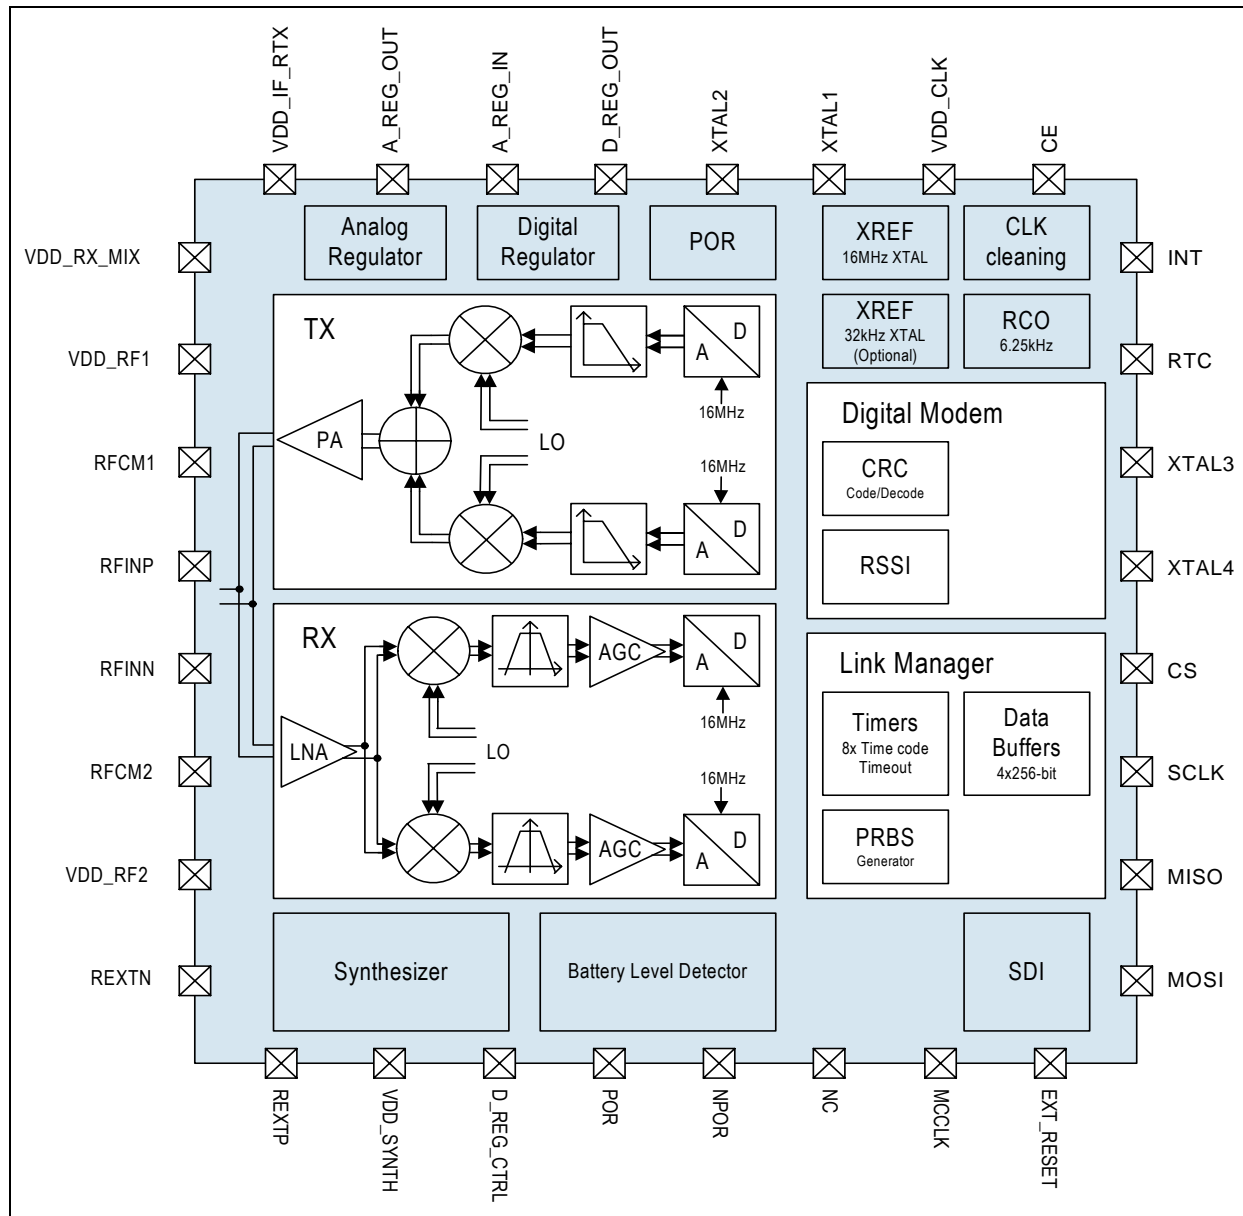 VDD_IF_RTX
A_REG_OUT
A_REG_IN
D_REG_OUT
XTAL2
XTAL1
VDD_CLK
CE
VDD_RX_MIX
VDD_RF1
RFCM1
RFINP
RFINN
RFCM2
VDD_RF2
REXTN
Analog
Regulator
Digital
Regulator
POR
XREF
16MHz XTAL
CLK
cleaning
XREF
32kHz XTAL
(Optional)
RCO
6.25kHz
TX
PA
LO
D
A
16MHz
16MHz
D
A
RX
LNA
LO
AGC
D
A
16MHz
16MHz
AGC
D
A
Digital Modem
CRC
Code/Decode
RSSI
Link Manager
Timers
8x Time code
Timeout
Data
Buffers
4x256-bit
PRBS
Generator
Synthesizer
Battery Level Detector
SDI
INT
RTC
XTAL3
XTAL4
CS
SCLK
MISO
MOSI
REXTP
VDD_SYNTH
D_REG_CTRL
POR
NPOR
NC
MCCLK
EXT_RESET